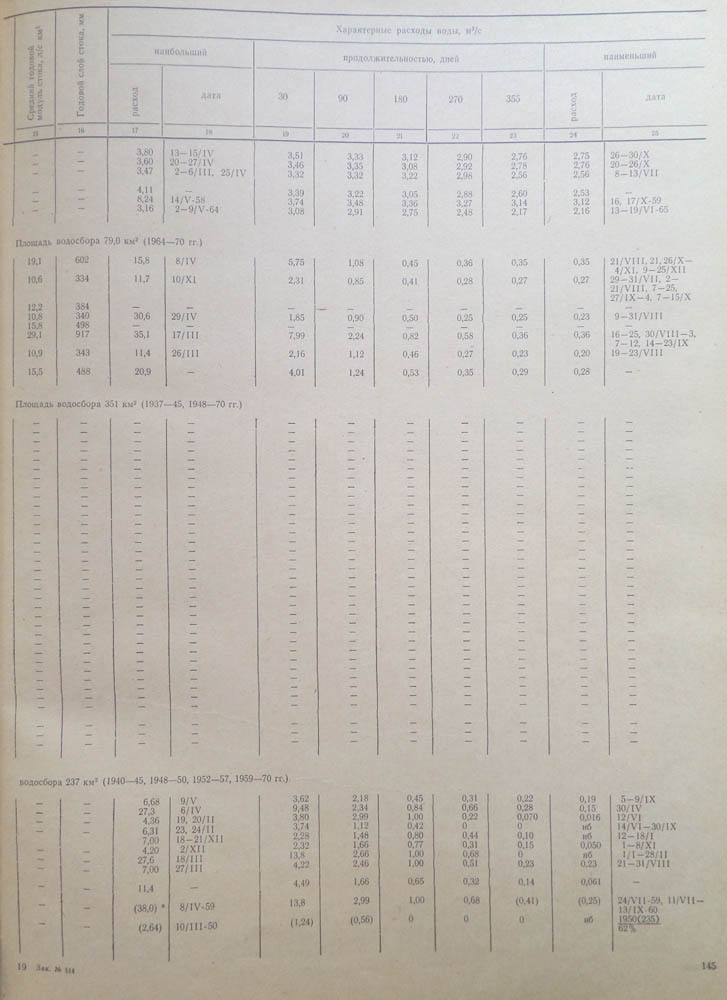 Средний годовой модуль стока, л/с км²
Годовой слой стока, мм
Характерные расходы воды, м³/с
наибольший
продолжительностью, дней
наименьший
расход
дата
30
90
180
270
355
расход
дата
15 16 17 18 19 20 21 22 23 24 25
— — 3,80 13—15/IV 3,51 3,33 3,12 2,90 2,76 2,75 26—30/X
— — 3,60 20—27/IV 3,46 3,35 3,08 2,92 2,78 2,76 20—26/X
— — 3,47 2—6/III, 25/IV 3,32 3,32 3,22 2,98 2,56 2,56 8—13/VII
— — 4,11 — 3,39 3,22 3,05 2,88 2,60 2,53 —
— — 8,24 14/V-58 3,74 3,48 3,36 3,27 3,14 3,12 16, 17/X-59
— — 3,16 2—9/V-64 3,08 2,91 2,75 2,48 2,17 2,16 13—19/VI-65
Площадь водосбора 79,0 км² (1964—70 гг.)
19,1 602 15,8 8/IV 5,75 1,08 0,45 0,36 0,35 0,35 21/VIII, 21, 26/X—
4/XI, 9—25/XII
10,6 334 11,7 10/XI 2,31 0,85 0,41 0,28 0,27 0,27 29—31/VII, 2—
21/VIII, 7—25,
27/IX—4, 7—15/X
12,2 384 — — — — — — — — —
10,8 340 30,6 29/IV 1,85 0,90 0,50 0,25 0,25 0,23 9—31/VIII
15,8 498 — — — — — — — — —
29,1 917 35,1 17/III 7,99 2,24 0,82 0,58 0,36 0,36 16—25, 30/VIII—3,
7—12, 14—23/IX
10,9 343 11,4 26/III 2,16 1,12 0,46 0,27 0,23 0,20 19—23/VIII
15,5 488 20,9 — 4,01 1,24 0,53 0,35 0,29 0,28 —
Площадь водосбора 351 км² (1937—45, 1948—70 гг.)
водосбора 237 км² (1940—45, 1948—50, 1952—57, 1959—70 гг.)
— — 6,68 9/V 3,62 2,18 0,45 0,31 0,22 0,19 5—9/IX
— — 27,3 6/IV 9,48 2,34 0,84 0,66 0,28 0,15 30/IV
— — 4,36 19, 20/II 3,80 2,99 1,00 0,22 0,070 0,016 12/VI
— — 6,31 23, 24/II 3,74 1,12 0,42 0 0 нб 14/VI—30/IX
— — 7,00 18—21/XII 2,28 1,48 0,80 0,44 0,10 нб 12—18/I
— — 4,20 2/XII 2,32 1,66 0,77 0,31 0,15 0,050 1—8/XI
— — 27,6 18/III 13,8 2,66 1,00 0,68 0 нб 1/I—28/II
— — 7,00 27/III 4,22 2,46 1,00 0,51 0,23 0,23 21—31/VIII
— — 11,4 — 4,49 1,66 0,65 0,32 0,14 0,061 —
— — (38,0) * 8/IV-59 13,8 2,99 1,00 0,68 (0,41) (0,25) 24/VII-59, 11/VII—
13/IX-60
— — (2,64) 10/III-50 (1,24) (0,56) 0 0 0 нб 1950(235)
62%
19 Зак. № 514
145